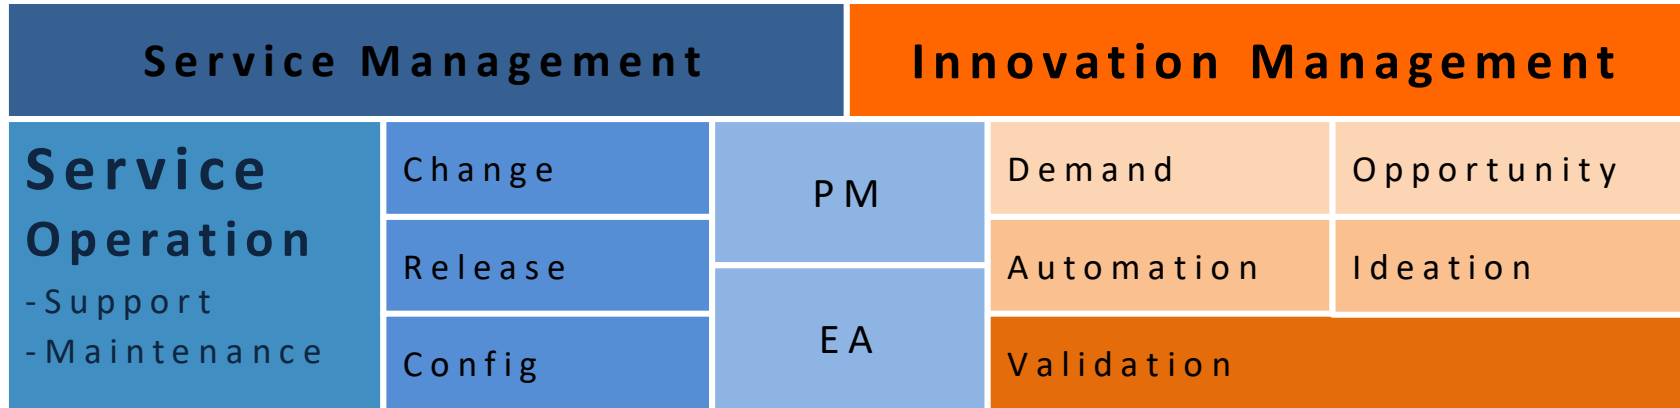 Service Management
Innovation Management
Service
Operation
-Support
-Maintenance
Change
Release
Config
PM
EA
Demand
Opportunity
Automation
Ideation
Validation